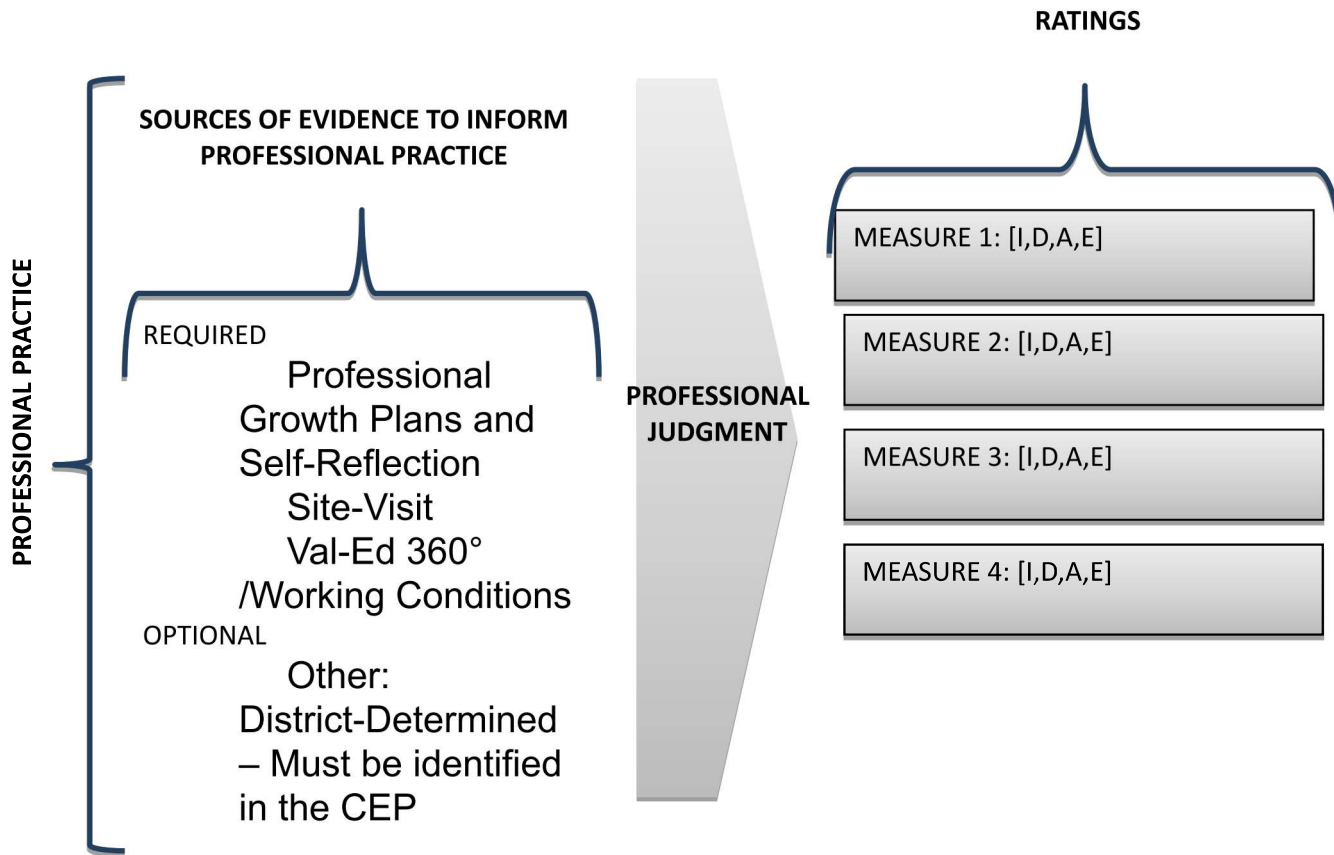 PROFESSIONAL PRACTICE
SOURCES OF EVIDENCE TO INFORM
PROFESSIONAL PRACTICE
REQUIRED
Professional
Growth Plans and
Self-Reflection
Site-Visit
Val-Ed 360°
/Working Conditions
OPTIONAL
Other:
District-Determined
– Must be identified
in the CEP
PROFESSIONAL
JUDGMENT
RATINGS
MEASURE 1: [I,D,A,E]
MEASURE 2: [I,D,A,E]
MEASURE 3: [I,D,A,E]
MEASURE 4: [I,D,A,E]